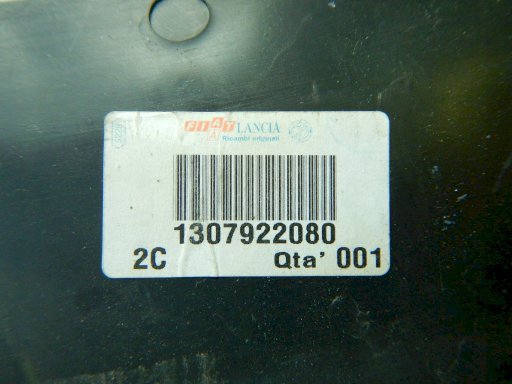 FIAT LANCIA
Ricambi originali
1307922080
2C Qta' 001